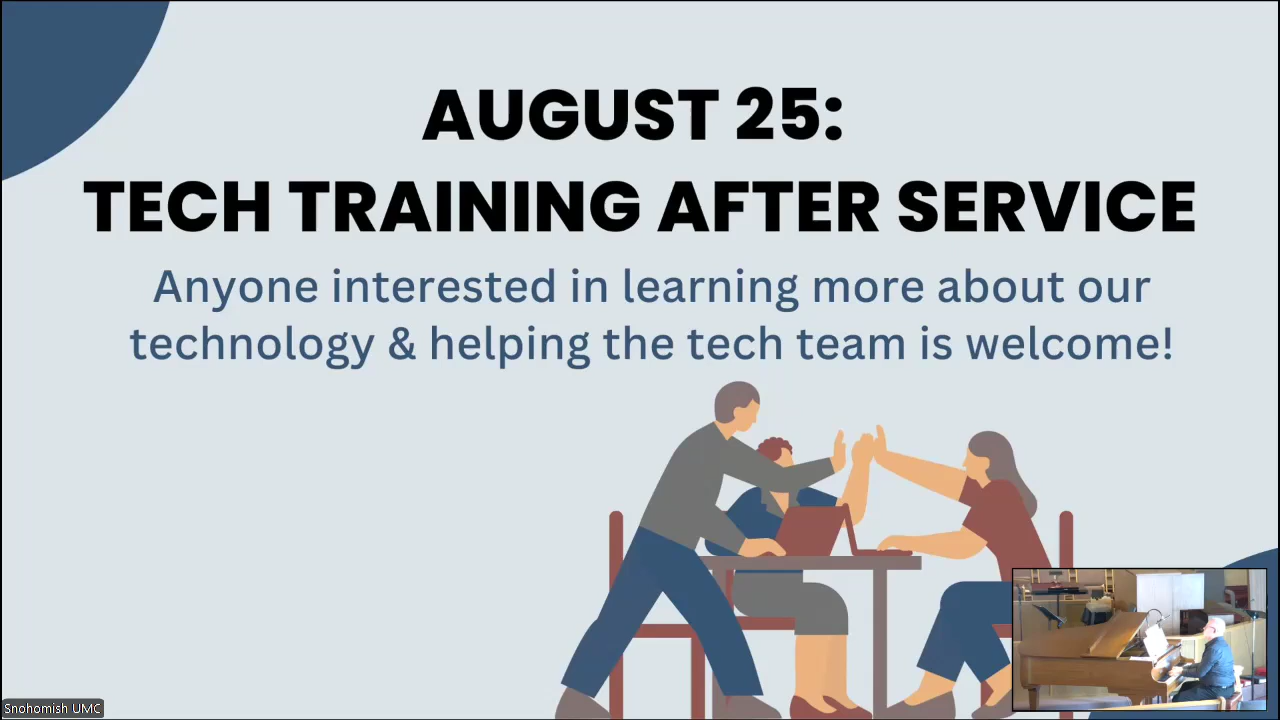 AUGUST 25:
TECH TRAINING AFTER SERVICE
Anyone interested in learning more about our
technology & helping the tech team is welcome!
Snohomish UMC